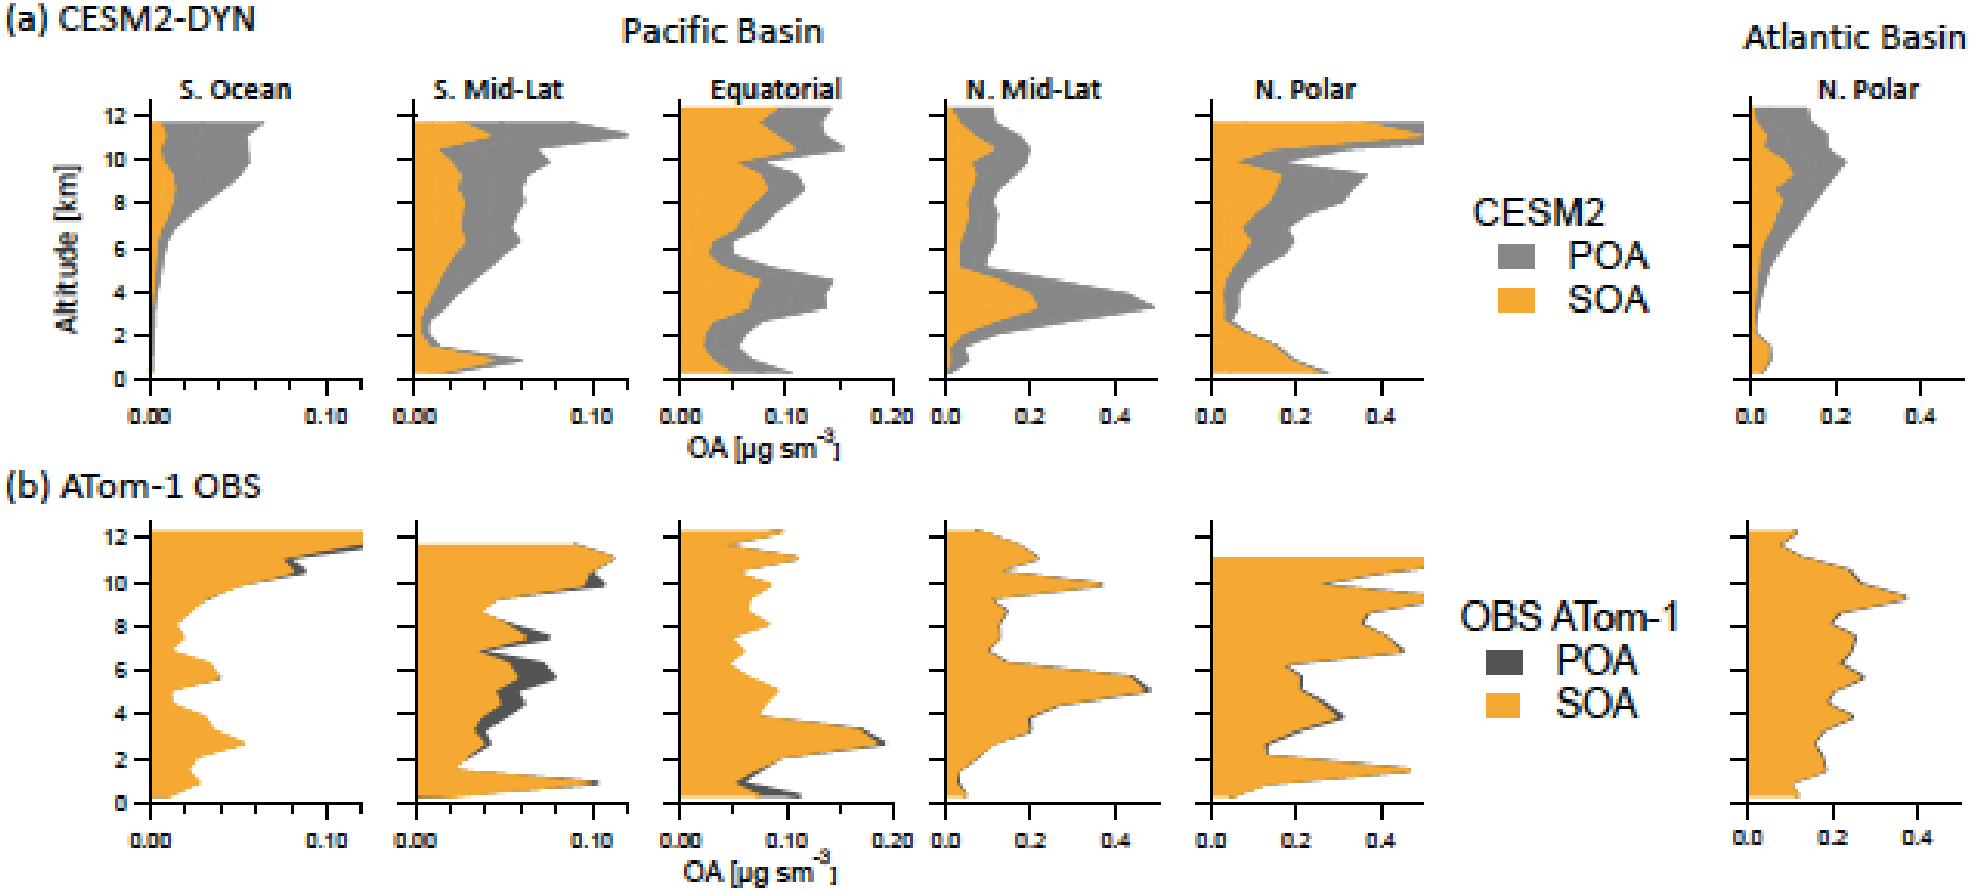 (a) CESM2-DYN
Pacific Basin
Atlantic Basin
S. Ocean S. Mid-Lat Equatorial N. Mid-Lat N. Polar N. Polar
12
10
8
6
4
2
0
Altitude [km]
CESM2
POA
SOA
0.00 0.10 0.00 0.10 0.00 0.10 0.20 0.0 0.2 0.4 0.0 0.2 0.4 0.0 0.2 0.4
OA [µg sm⁻³]
(b) ATom-1 OBS
12
10
8
6
4
2
0
OBS ATom-1
POA
SOA
0.00 0.10 0.00 0.10 0.00 0.10 0.20 0.0 0.2 0.4 0.0 0.2 0.4 0.0 0.2 0.4
OA [µg sm⁻³]